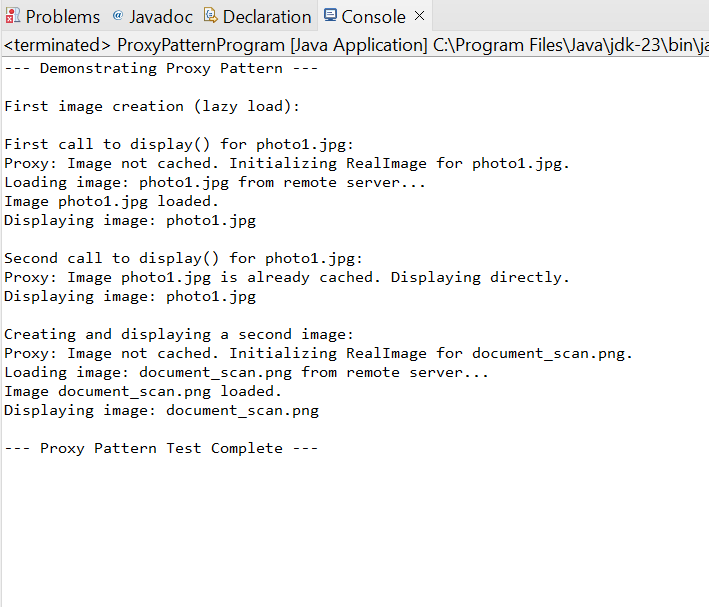 Problems @ Javadoc Declaration Console ×
<terminated> ProxyPatternProgram [Java Application] C:\Program Files\Java\jdk-23\bin\ja
--- Demonstrating Proxy Pattern ---
First image creation (lazy load):
First call to display() for photo1.jpg:
Proxy: Image not cached. Initializing RealImage for photo1.jpg.
Loading image: photo1.jpg from remote server...
Image photo1.jpg loaded.
Displaying image: photo1.jpg
Second call to display() for photo1.jpg:
Proxy: Image photo1.jpg is already cached. Displaying directly.
Displaying image: photo1.jpg
Creating and displaying a second image:
Proxy: Image not cached. Initializing RealImage for document_scan.png.
Loading image: document_scan.png from remote server...
Image document_scan.png loaded.
Displaying image: document_scan.png
--- Proxy Pattern Test Complete ---